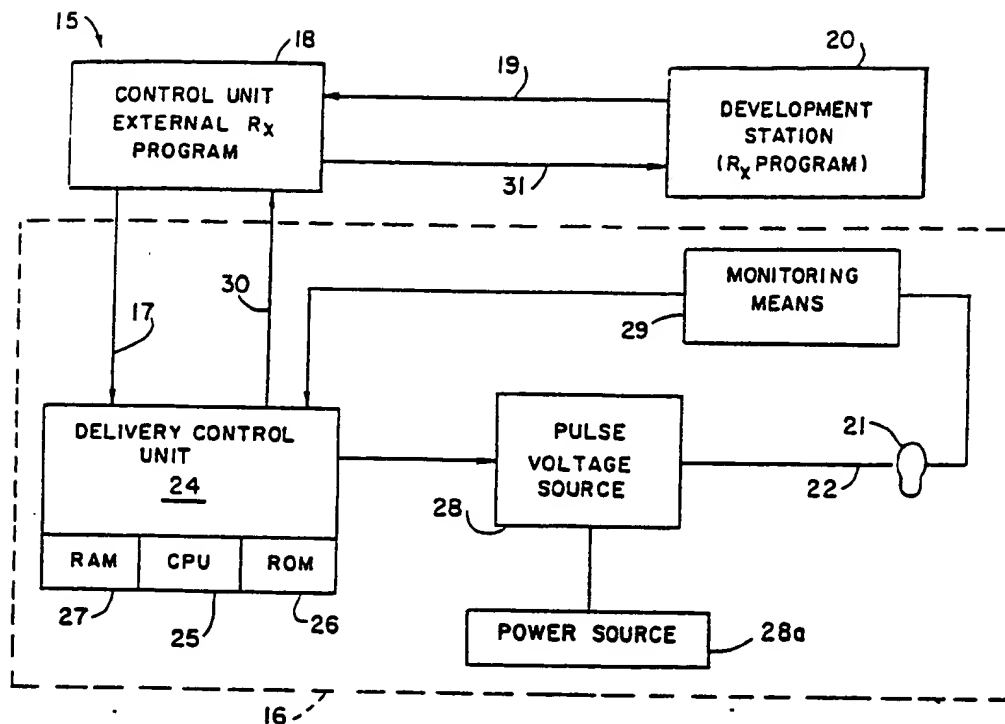 15
18
CONTROL UNIT
EXTERNAL Rx
PROGRAM
19
31
20
DEVELOPMENT
STATION
(Rx PROGRAM)
17
30
MONITORING
MEANS
29
DELIVERY CONTROL
UNIT
24
RAM
CPU
ROM
27
25
26
PULSE
VOLTAGE
SOURCE
28
21
22
POWER SOURCE
28a
16